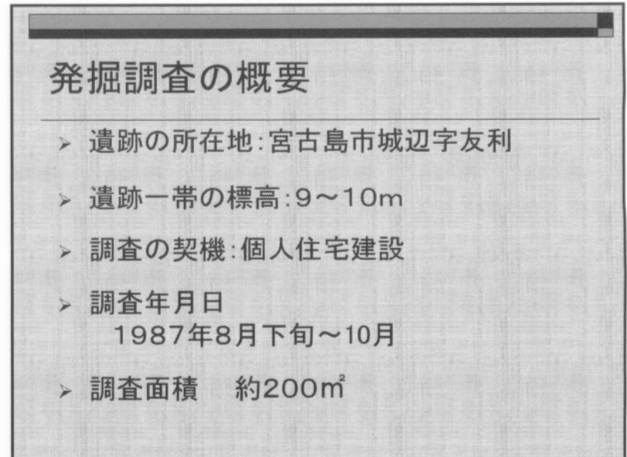 発掘調査の概要
➢ 遺跡の所在地:宮古島市城辺字友利
➢ 遺跡一帯の標高:9～10m
➢ 調査の契機:個人住宅建設
➢ 調査年月日
1987年8月下旬～10月
➢ 調査面積　約200㎡